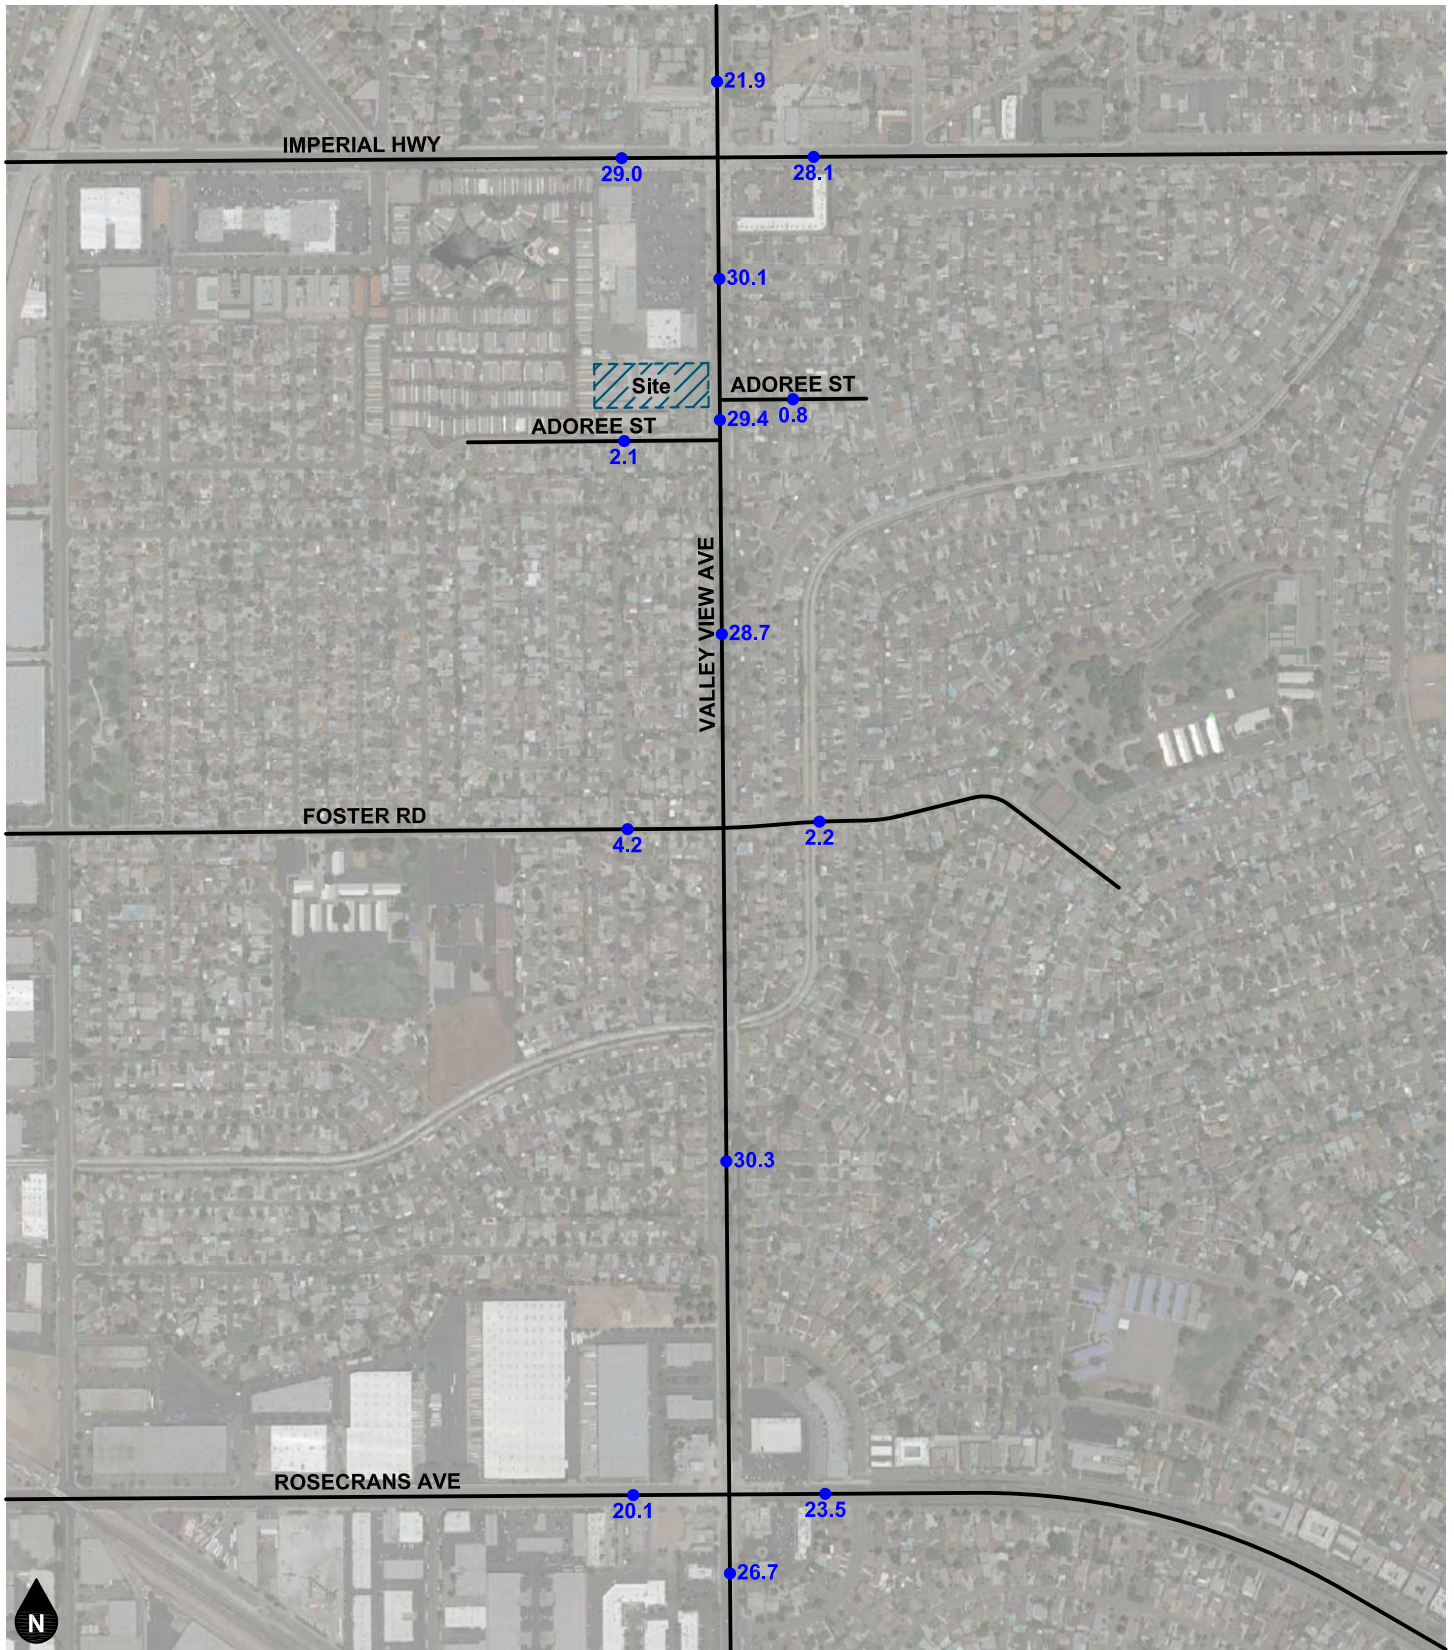 21.9
IMPERIAL HWY
29.0
28.1
30.1
Site
ADOREE ST
0.8
29.4
ADOREE ST
2.1
VALLEY VIEW AVE
28.7
FOSTER RD
4.2
2.2
30.3
ROSECRANS AVE
20.1
23.5
26.7
N